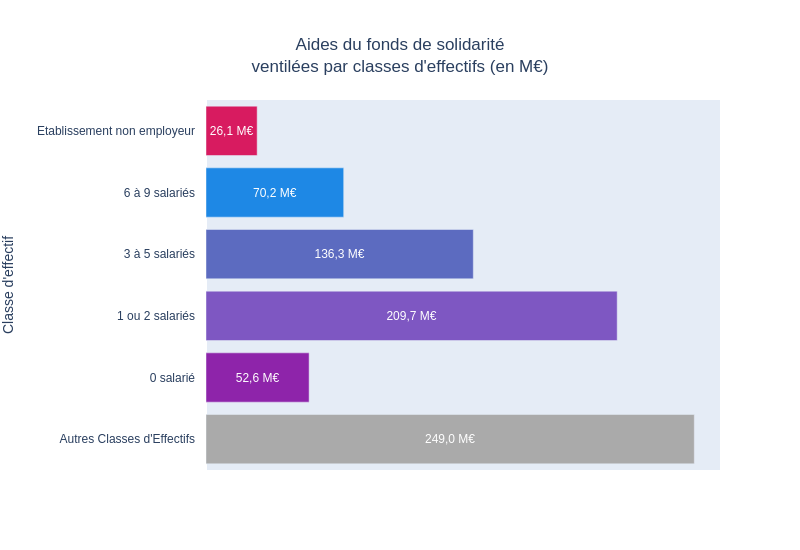 Aides du fonds de solidarité
ventilées par classes d'effectifs (en M€)
Classe d'effectif
Etablissement non employeur
26,1 M€
6 à 9 salariés
70,2 M€
3 à 5 salariés
136,3 M€
1 ou 2 salariés
209,7 M€
0 salarié
52,6 M€
Autres Classes d'Effectifs
249,0 M€